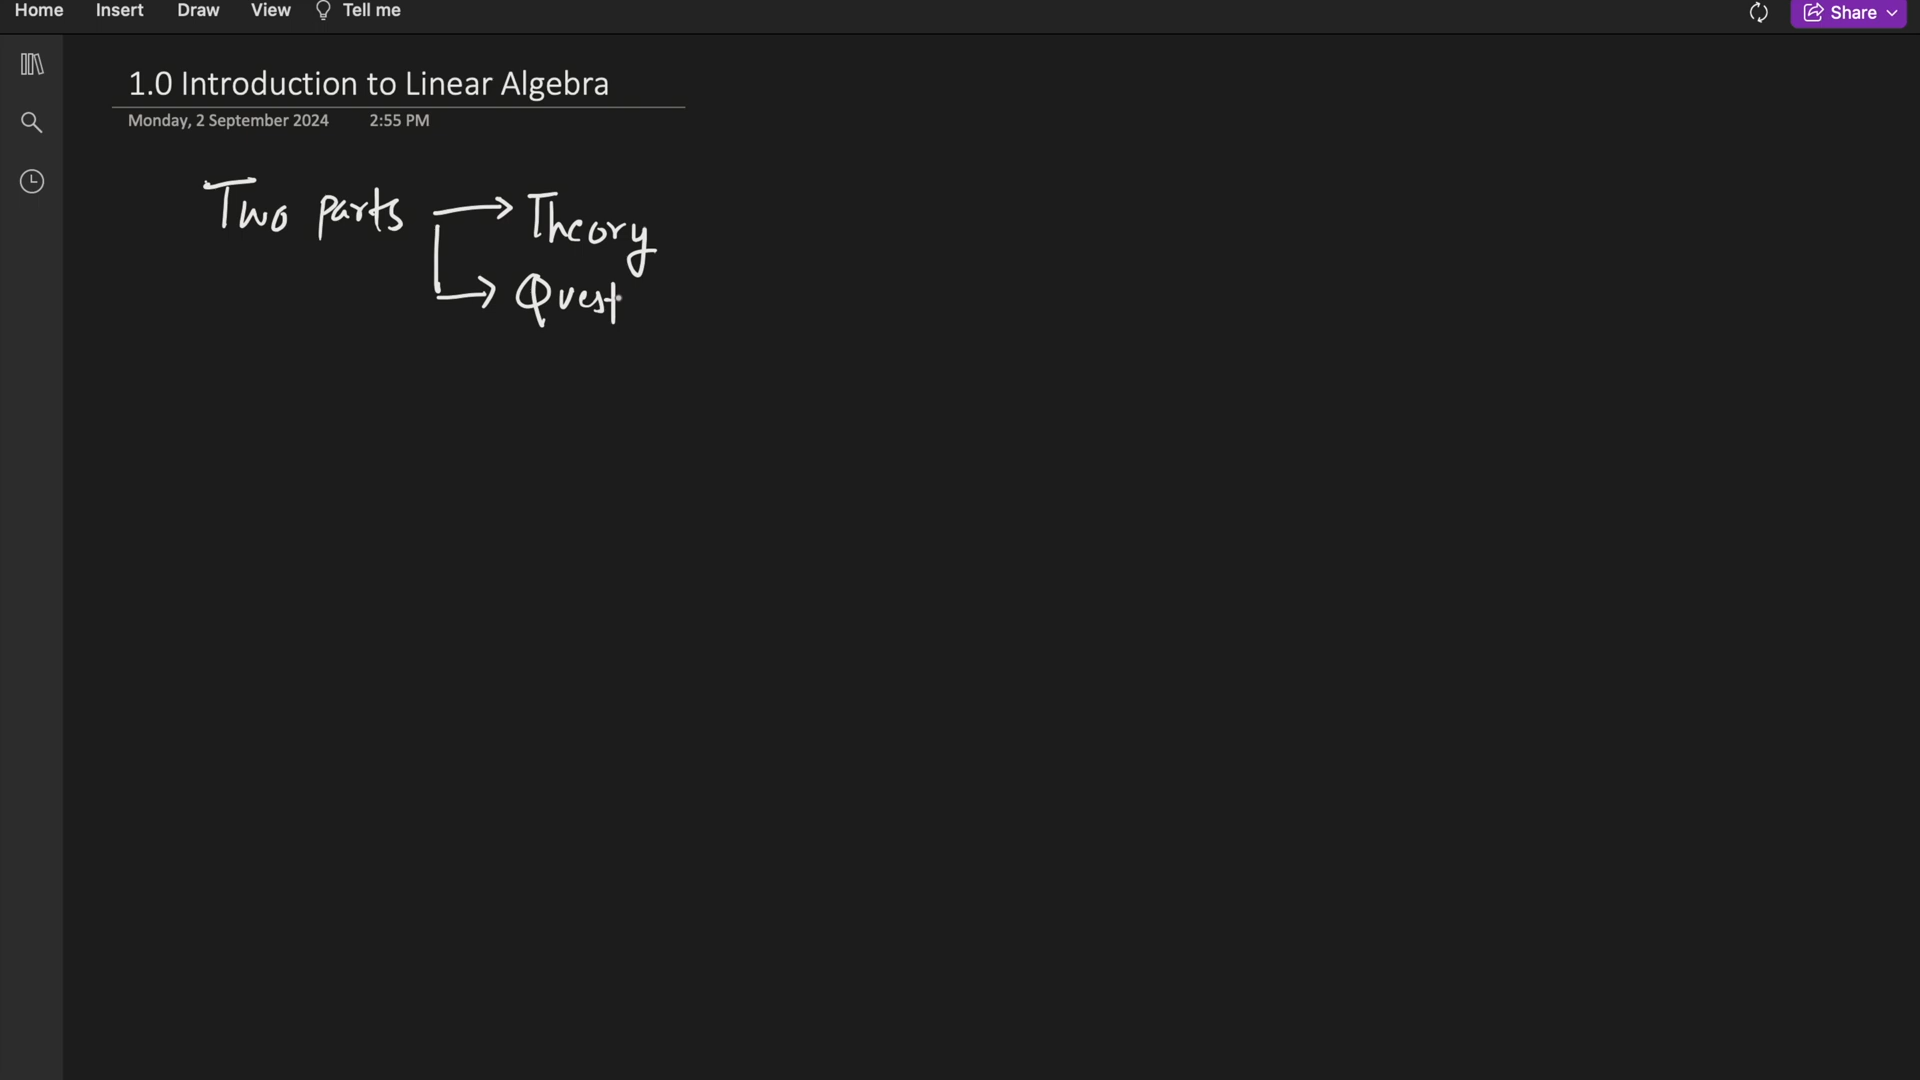 Home Insert Draw View Tell me Share
1.0 Introduction to Linear Algebra
Monday, 2 September 2024 2:55 PM
Two parts → Theory
→ Quest